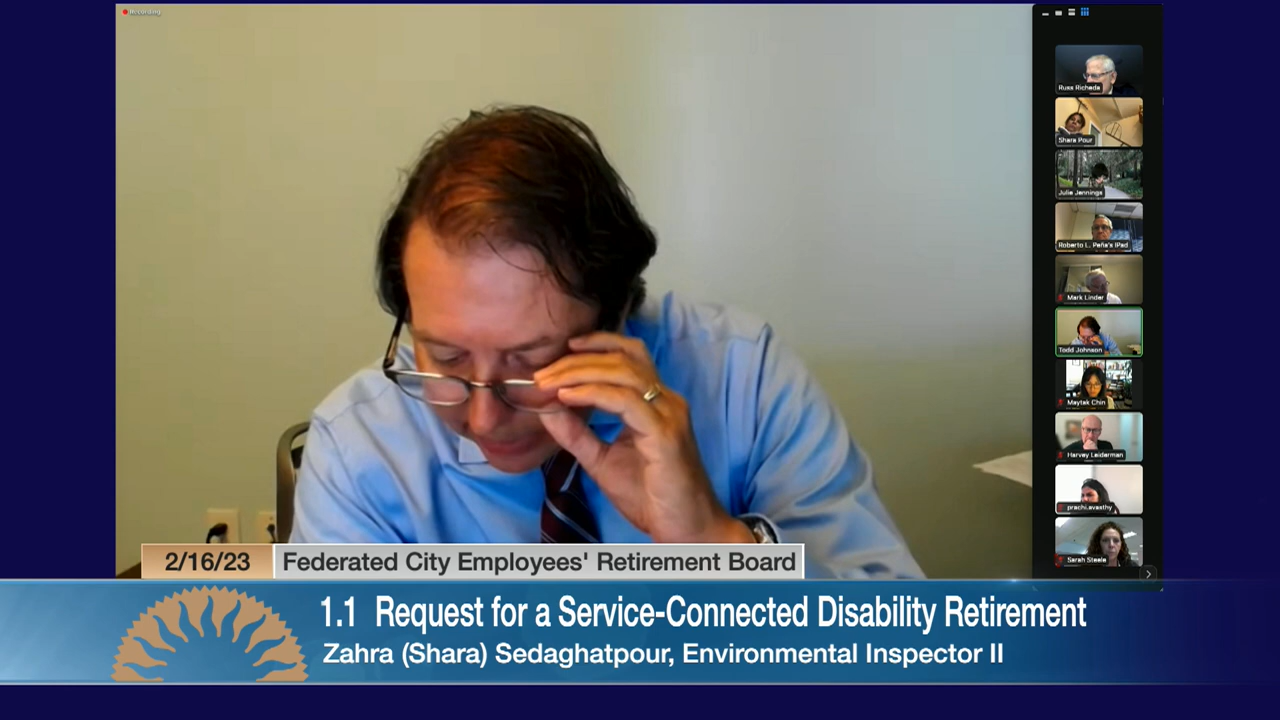 Recording
Russ Richeda
Shara Pour
Julie Jennings
Roberto L. Peña's iPad
Mark Linder
Todd Johnson
Maytak Chin
Harvey Leiderman
prachi.avasthy
Sarah Steele
2/16/23
Federated City Employees' Retirement Board
1.1 Request for a Service-Connected Disability Retirement
Zahra (Shara) Sedaghatpour, Environmental Inspector II